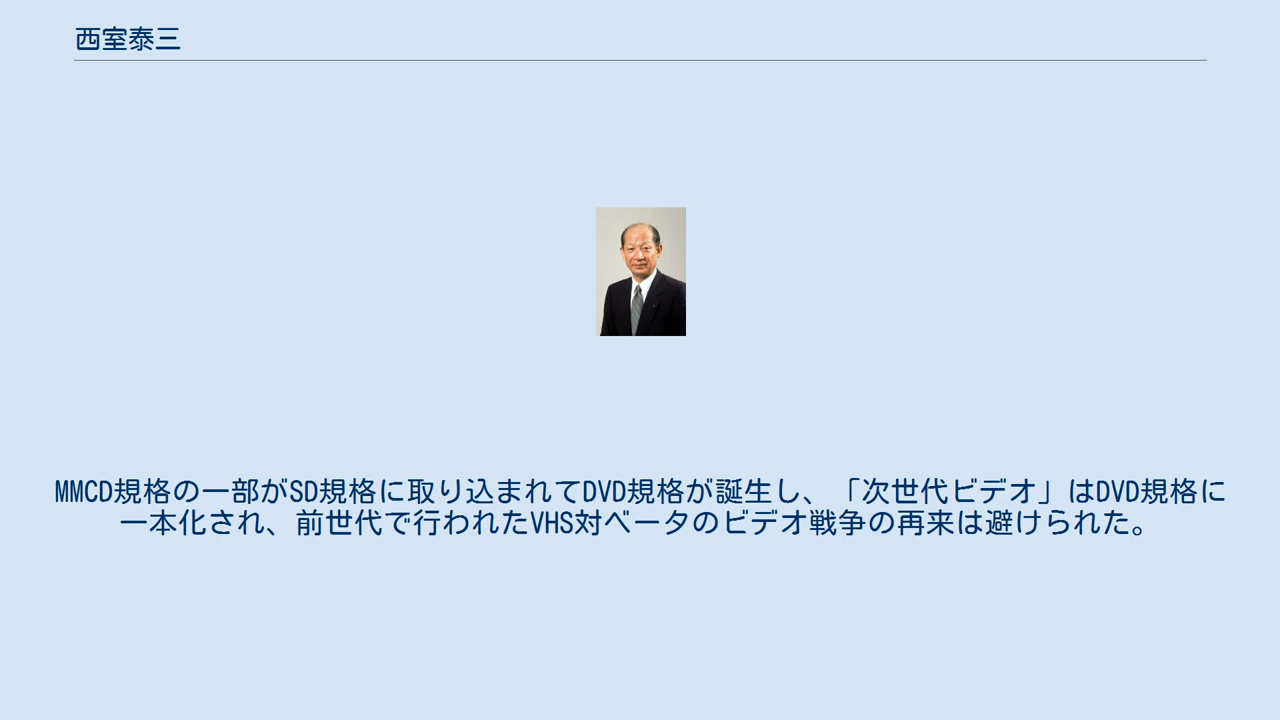 西室泰三
MMCD規格の一部がSD規格に取り込まれてDVD規格が誕生し、「次世代ビデオ」はDVD規格に
一本化され、前世代で行われたVHS対ベータのビデオ戦争の再来は避けられた。